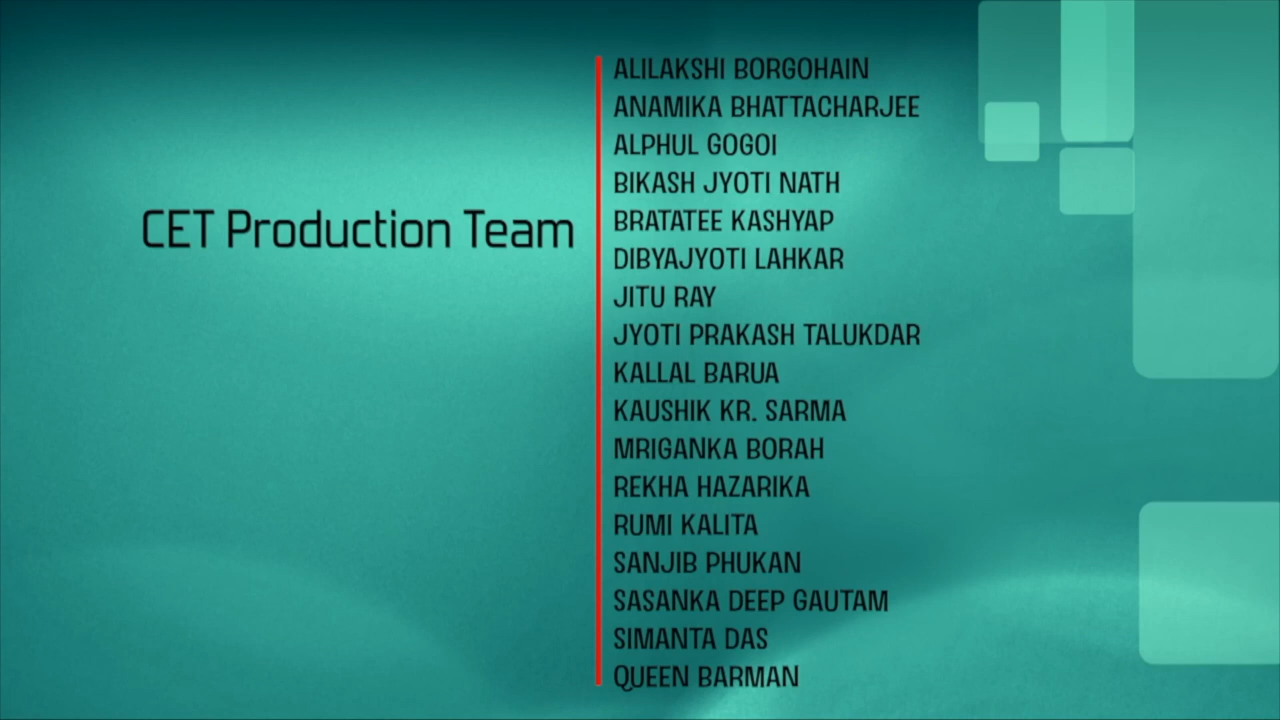 CET Production Team
ALILAKSHI BORGOHAIN
ANAMIKA BHATTACHARJEE
ALPHUL GOGOI
BIKASH JYOTI NATH
BRATATEE KASHYAP
DIBYAJYOTI LAHKAR
JITU RAY
JYOTI PRAKASH TALUKDAR
KALLAL BARUA
KAUSHIK KR. SARMA
MRIGANKA BORAH
REKHA HAZARIKA
RUMI KALITA
SANJIB PHUKAN
SASANKA DEEP GAUTAM
SIMANTA DAS
QUEEN BARMAN